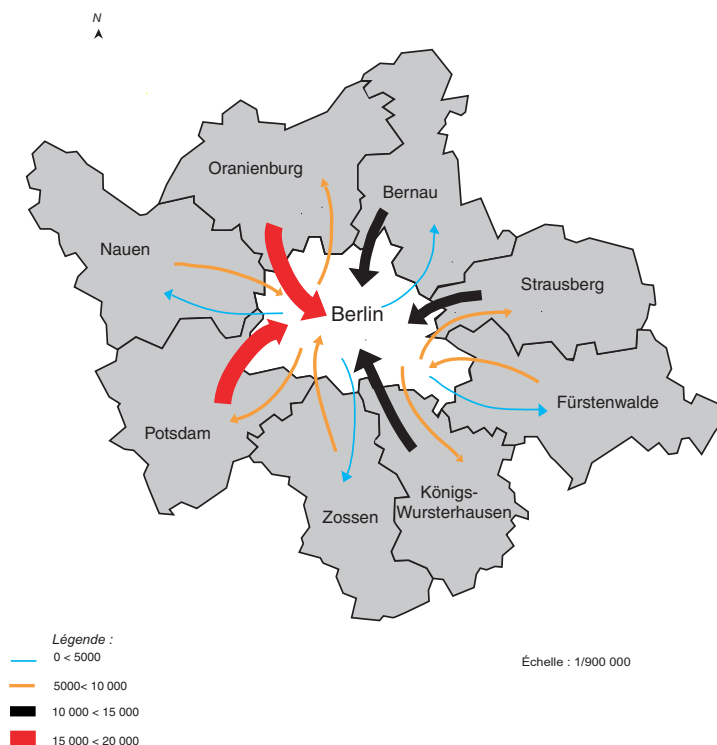 N
Oranienburg
Bernau
Nauen
Strausberg
Berlin
Fürstenwalde
Potsdam
Königs-
Wursterhausen
Zossen
Légende :
0 < 5000
Échelle : 1/900 000
5000< 10 000
10 000 < 15 000
15 000 < 20 000